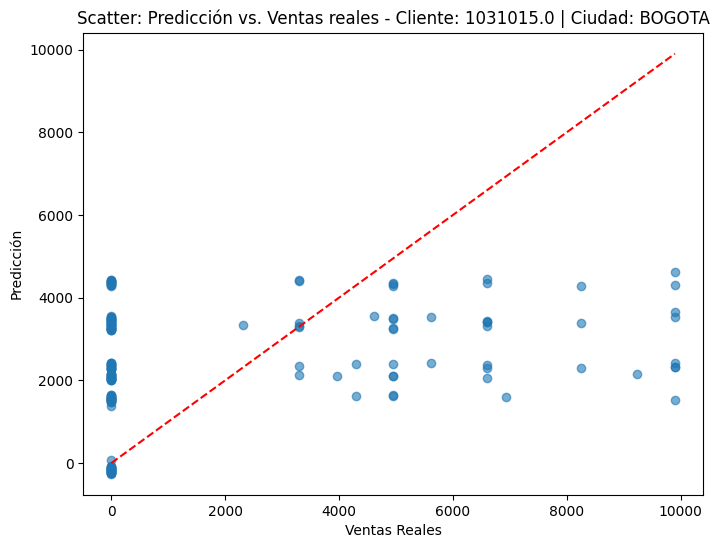 Scatter: Predicción vs. Ventas reales - Cliente: 1031015.0 | Ciudad: BOGOTA
10000
8000
6000
4000
2000
0
Predicción
0 2000 4000 6000 8000 10000
Ventas Reales